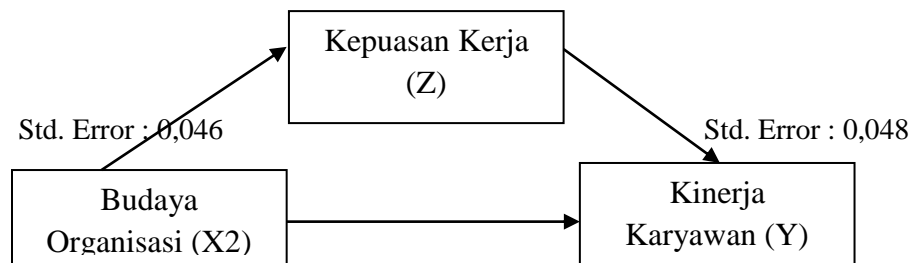 Kepuasan Kerja
(Z)
Std. Error : 0,046
Std. Error : 0,048
Budaya
Organisasi (X2)
Kinerja
Karyawan (Y)